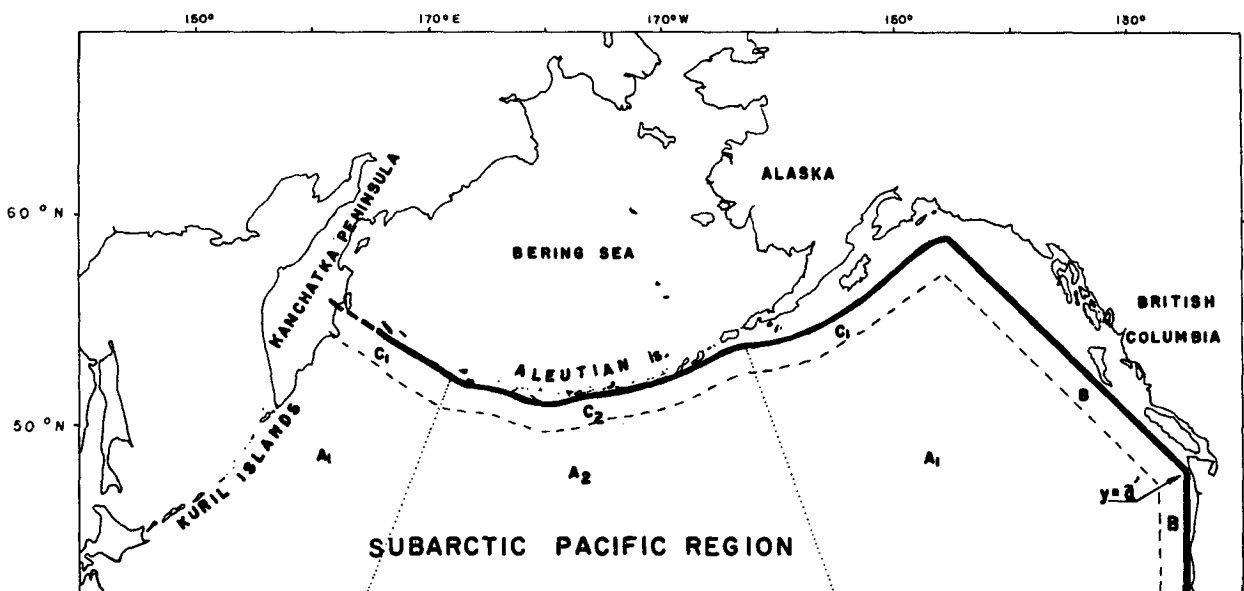 150° 170°E 170°W 150° 130°
ALASKA
60 °N
KANCHATKA PENINSULA
BERING SEA
BRITISH
COLUMBIA
C₁
C₁
ALEUTIAN IS.
B
C₂
50°N
KURIL ISLANDS
A₁
A₂
A₁
y=ā
B
SUBARCTIC PACIFIC REGION